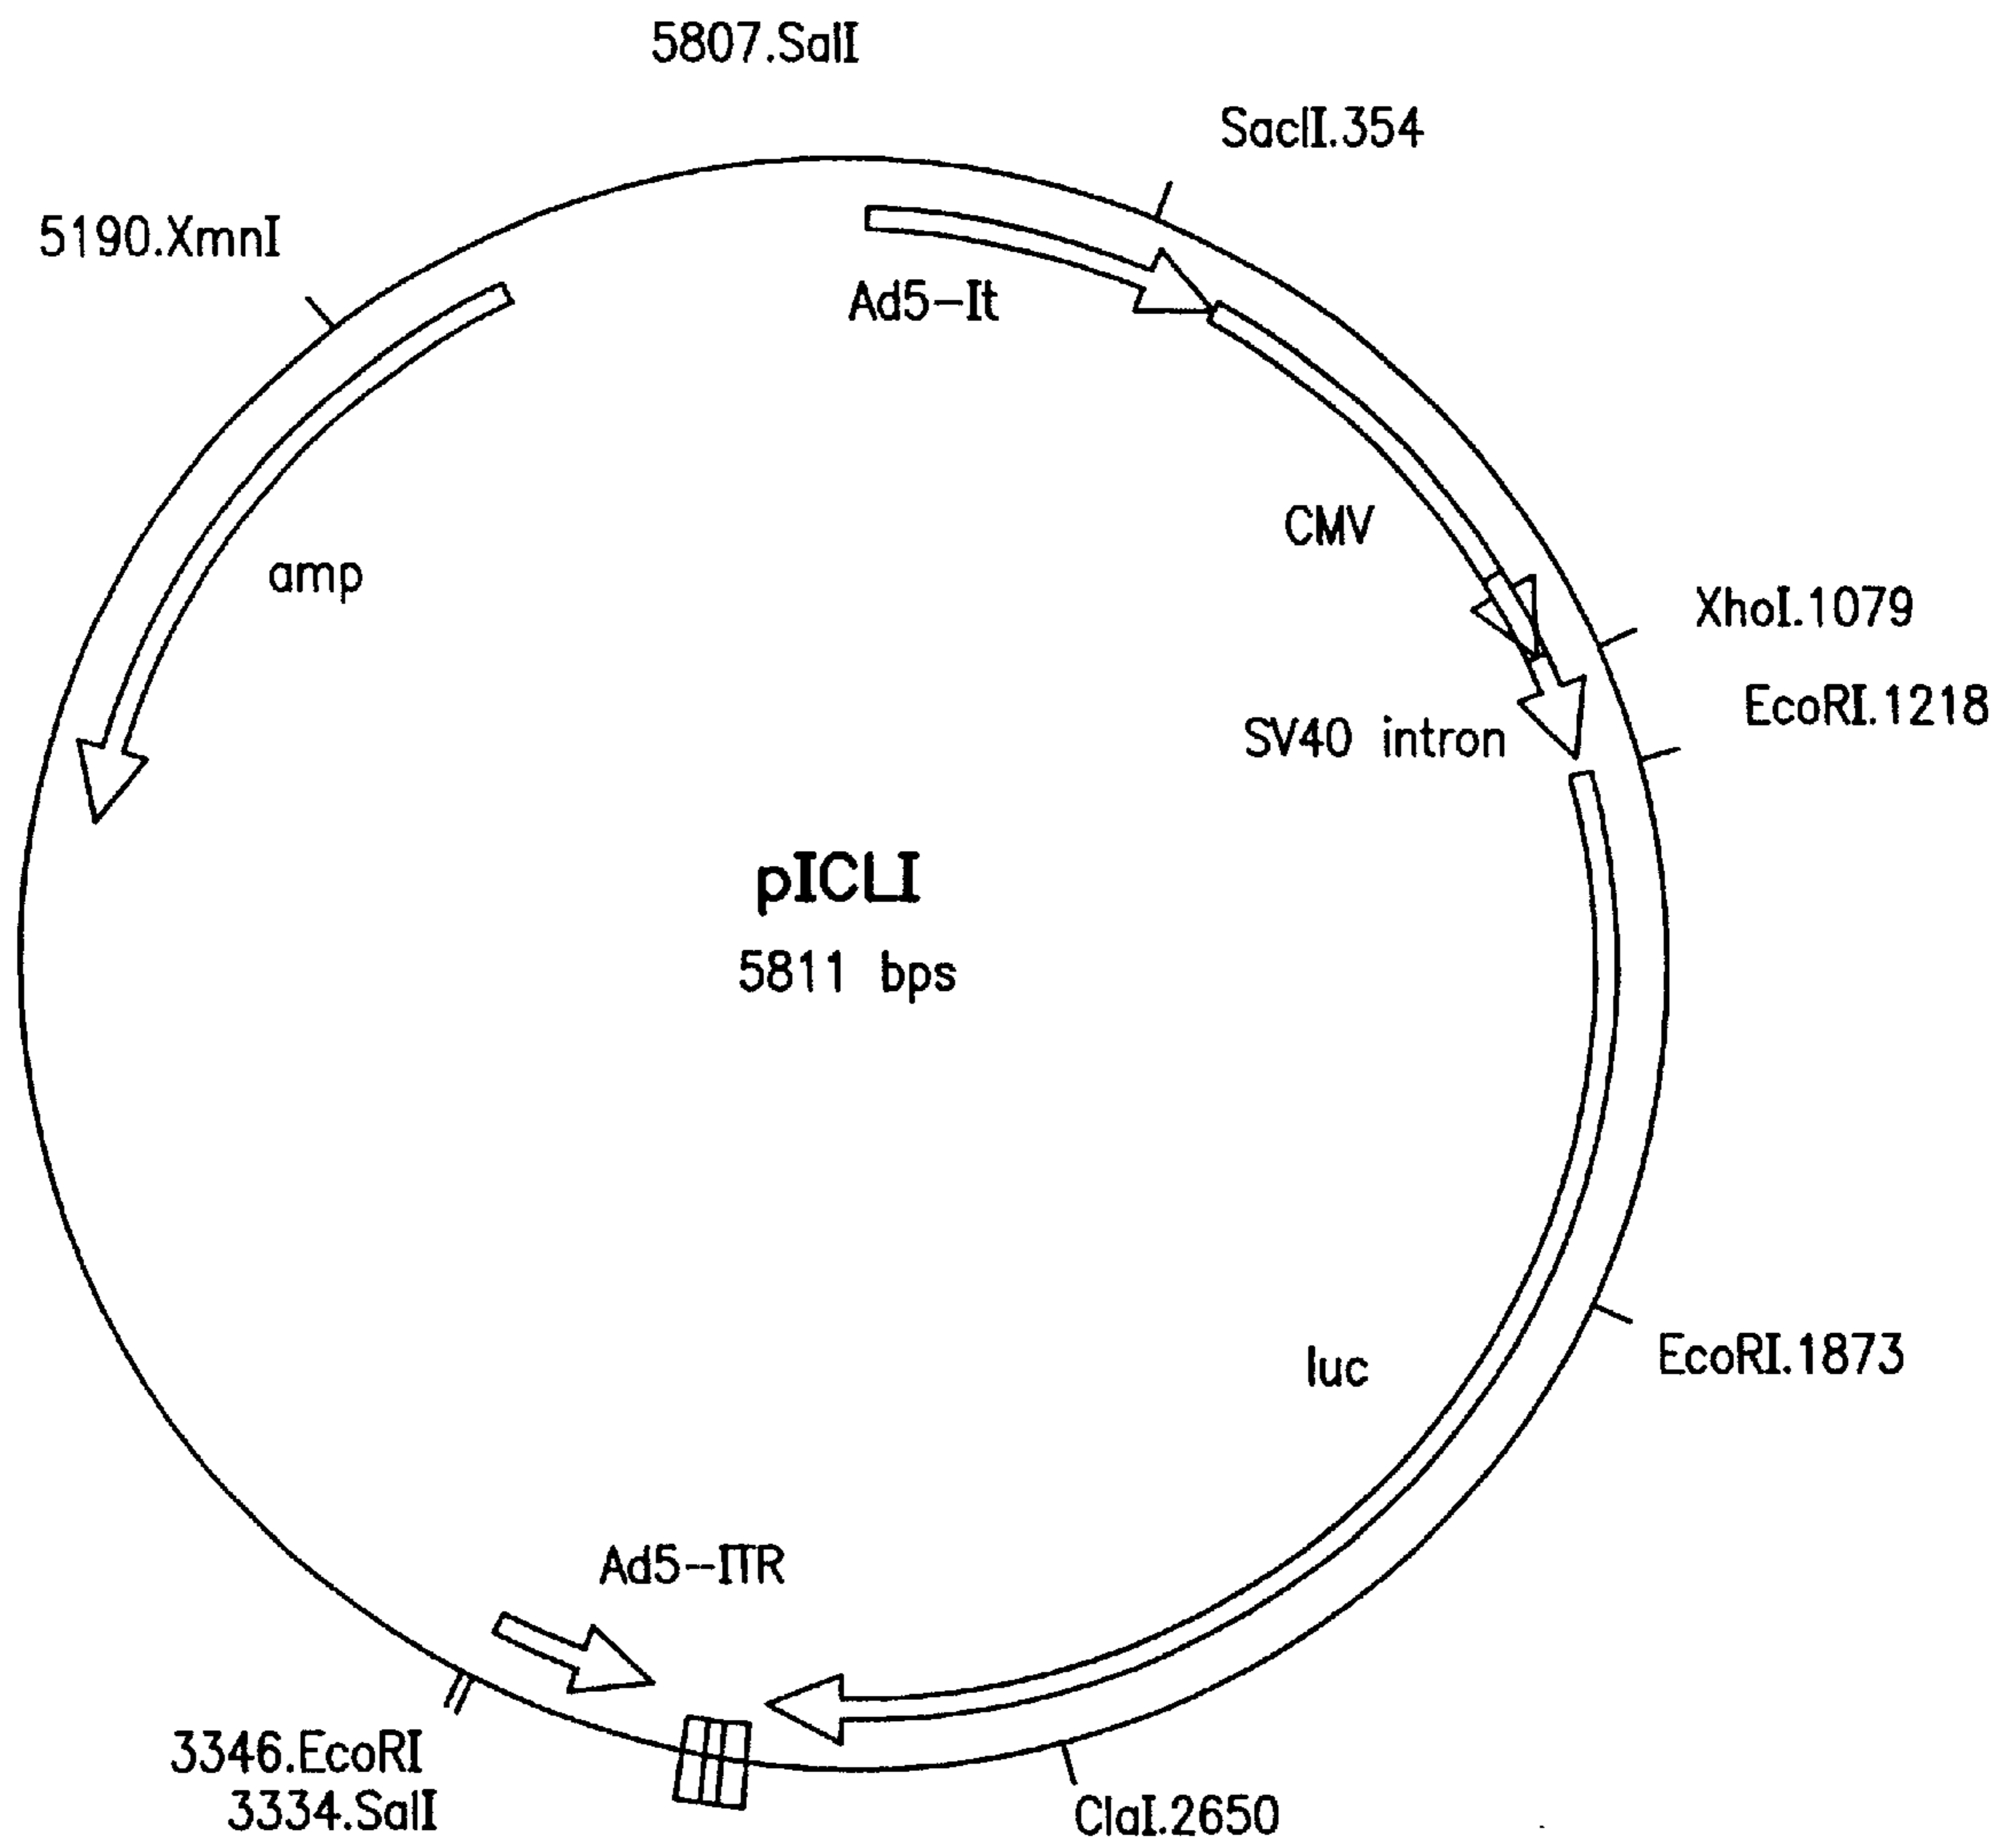 5807.SalI
SacII.354
5190.XmnI
Ad5-It
CMV
amp
XhoI.1079
EcoRI.1218
SV40 intron
pICLI
5811 bps
EcoRI.1873
luc
Ad5-ITR
3346.EcoRI
3334.SalI
ClaI.2650